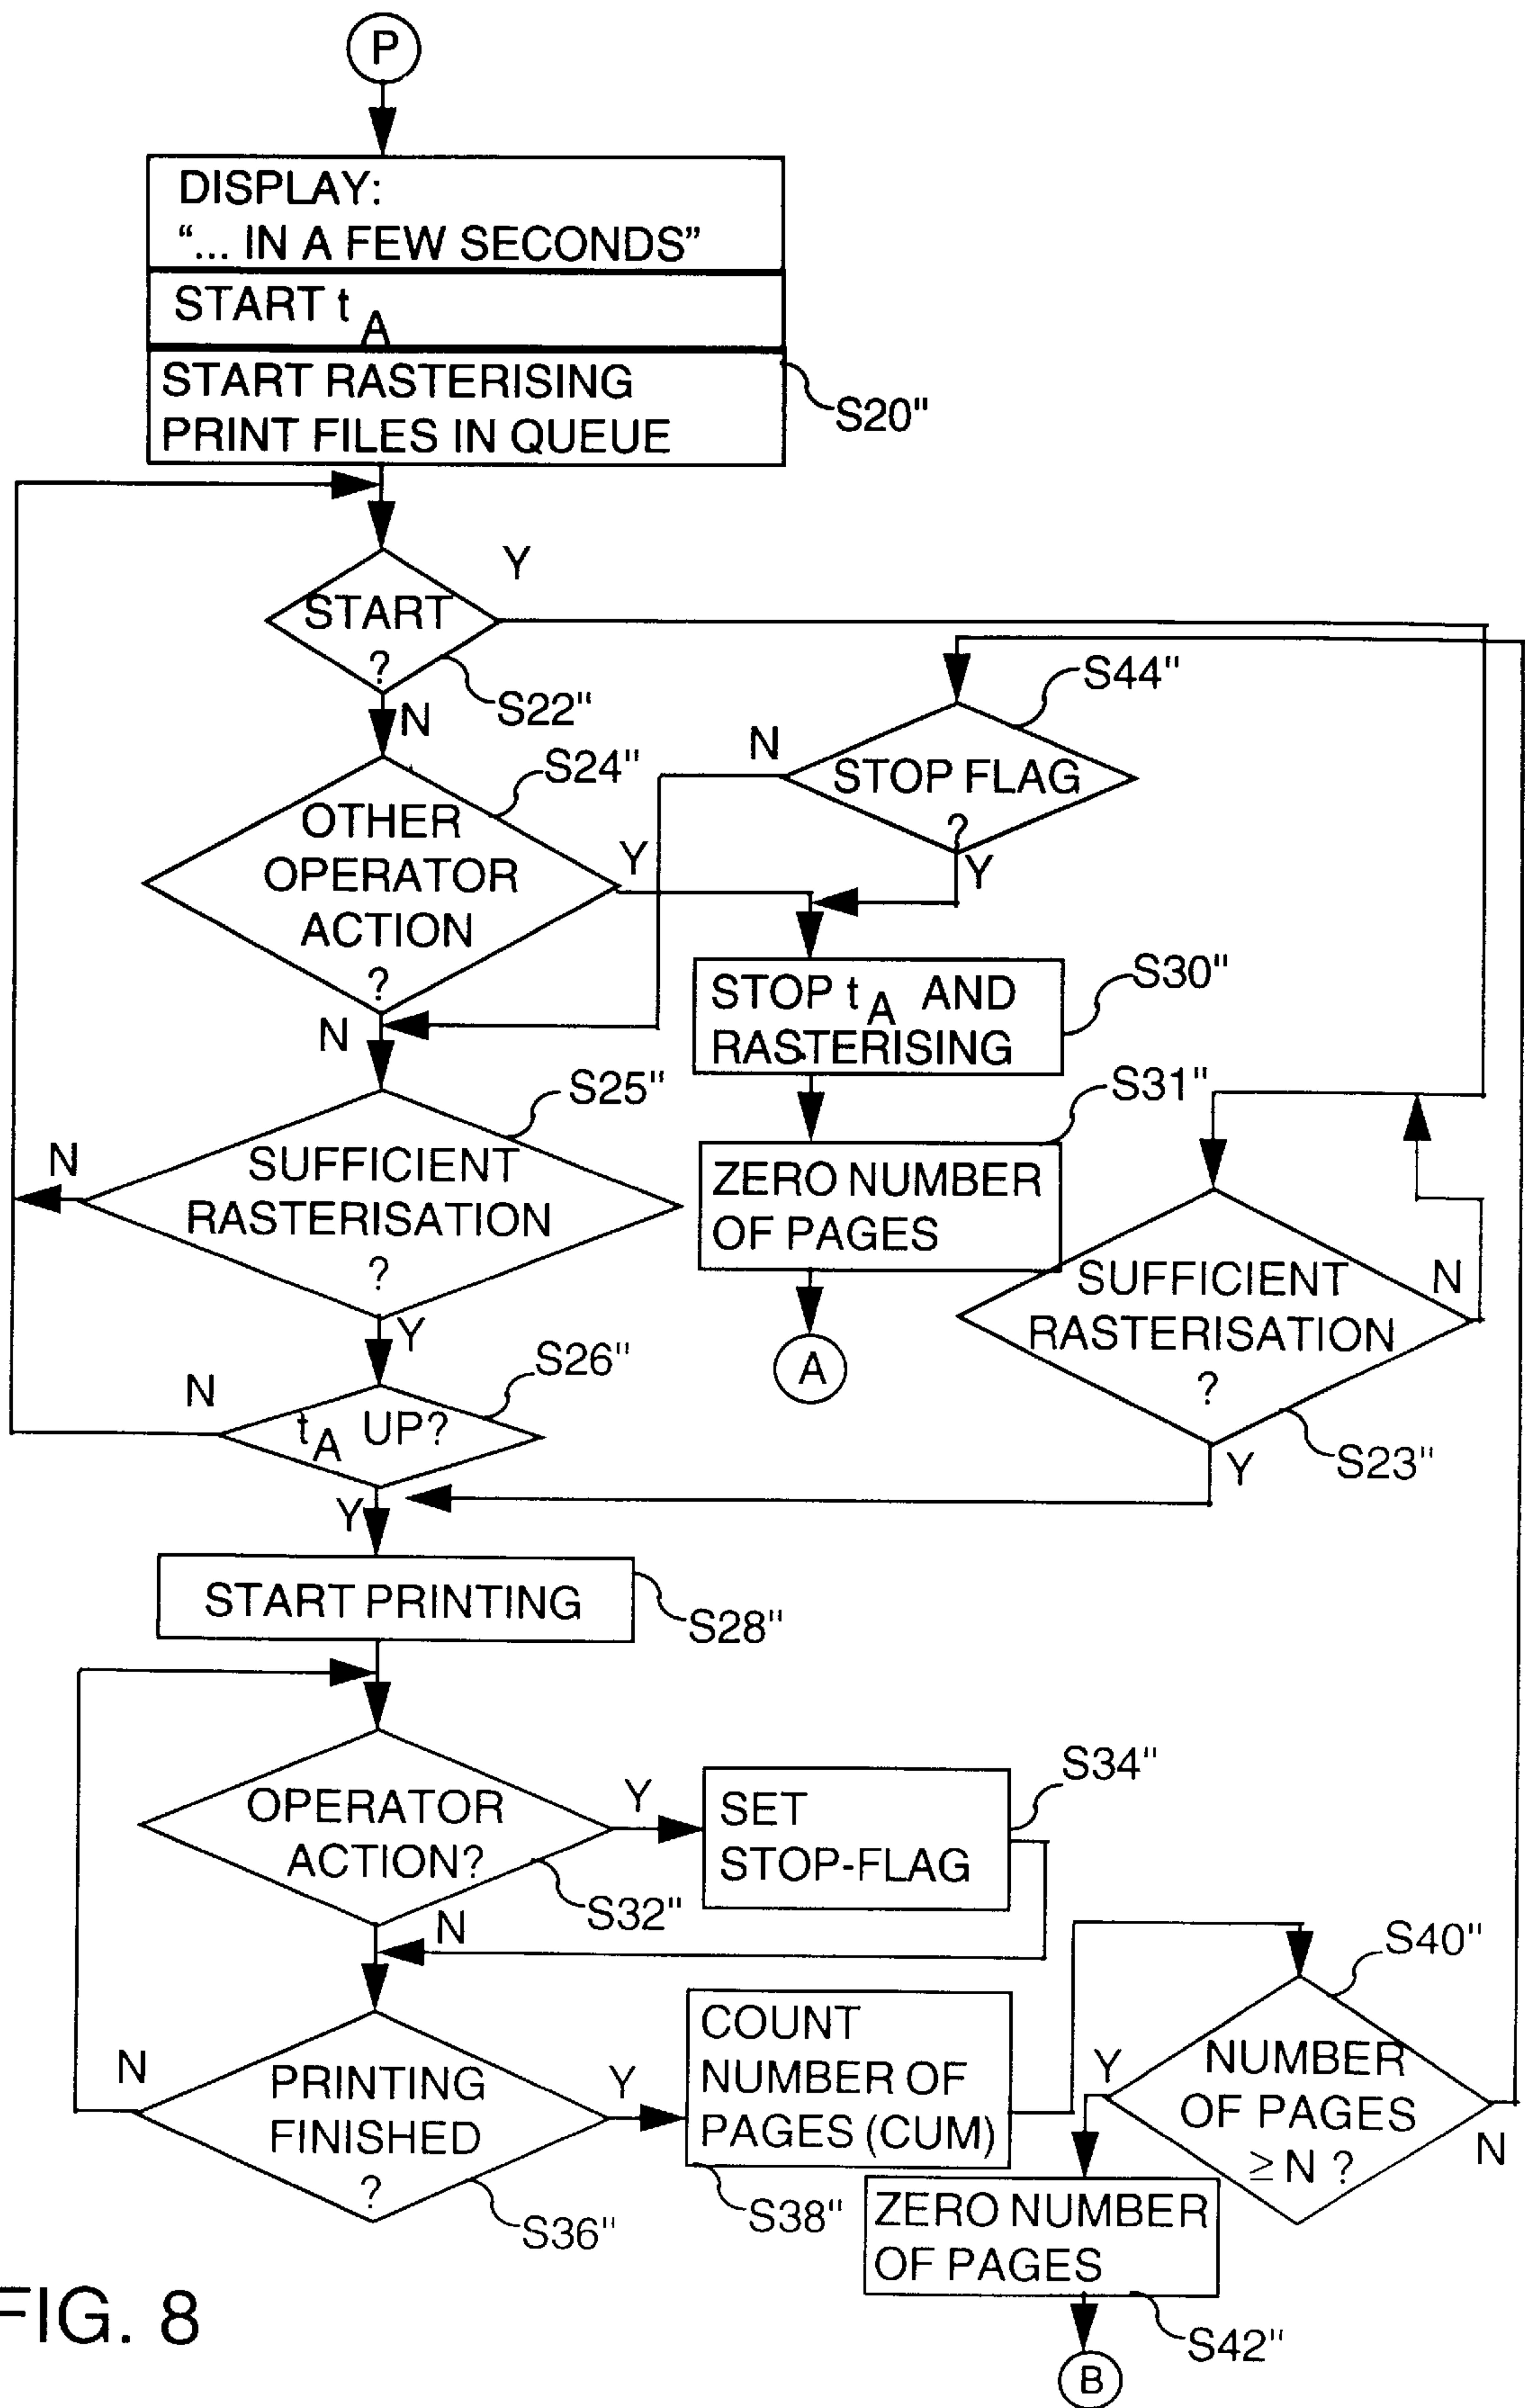 P
DISPLAY:
“... IN A FEW SECONDS”
START t A
START RASTERISING
PRINT FILES IN QUEUE
S20"
START
?
Y
S22"
N
S44"
N
STOP FLAG
?
Y
S24"
OTHER
OPERATOR
ACTION
?
Y
N
STOP t A AND
RASTERISING
S30"
S25"
SUFFICIENT
RASTERISATION
?
N
Y
S31"
ZERO NUMBER
OF PAGES
A
SUFFICIENT
RASTERISATION
?
N
Y
S23"
S26"
N
t A UP?
Y
START PRINTING
S28"
OPERATOR
ACTION?
Y
S32"
N
S34"
SET
STOP-FLAG
PRINTING
FINISHED
?
N
Y
S36"
COUNT
NUMBER OF
PAGES (CUM)
S38"
S40"
Y
NUMBER
OF PAGES
≥ N ?
N
ZERO NUMBER
OF PAGES
S42"
B
FIG. 8